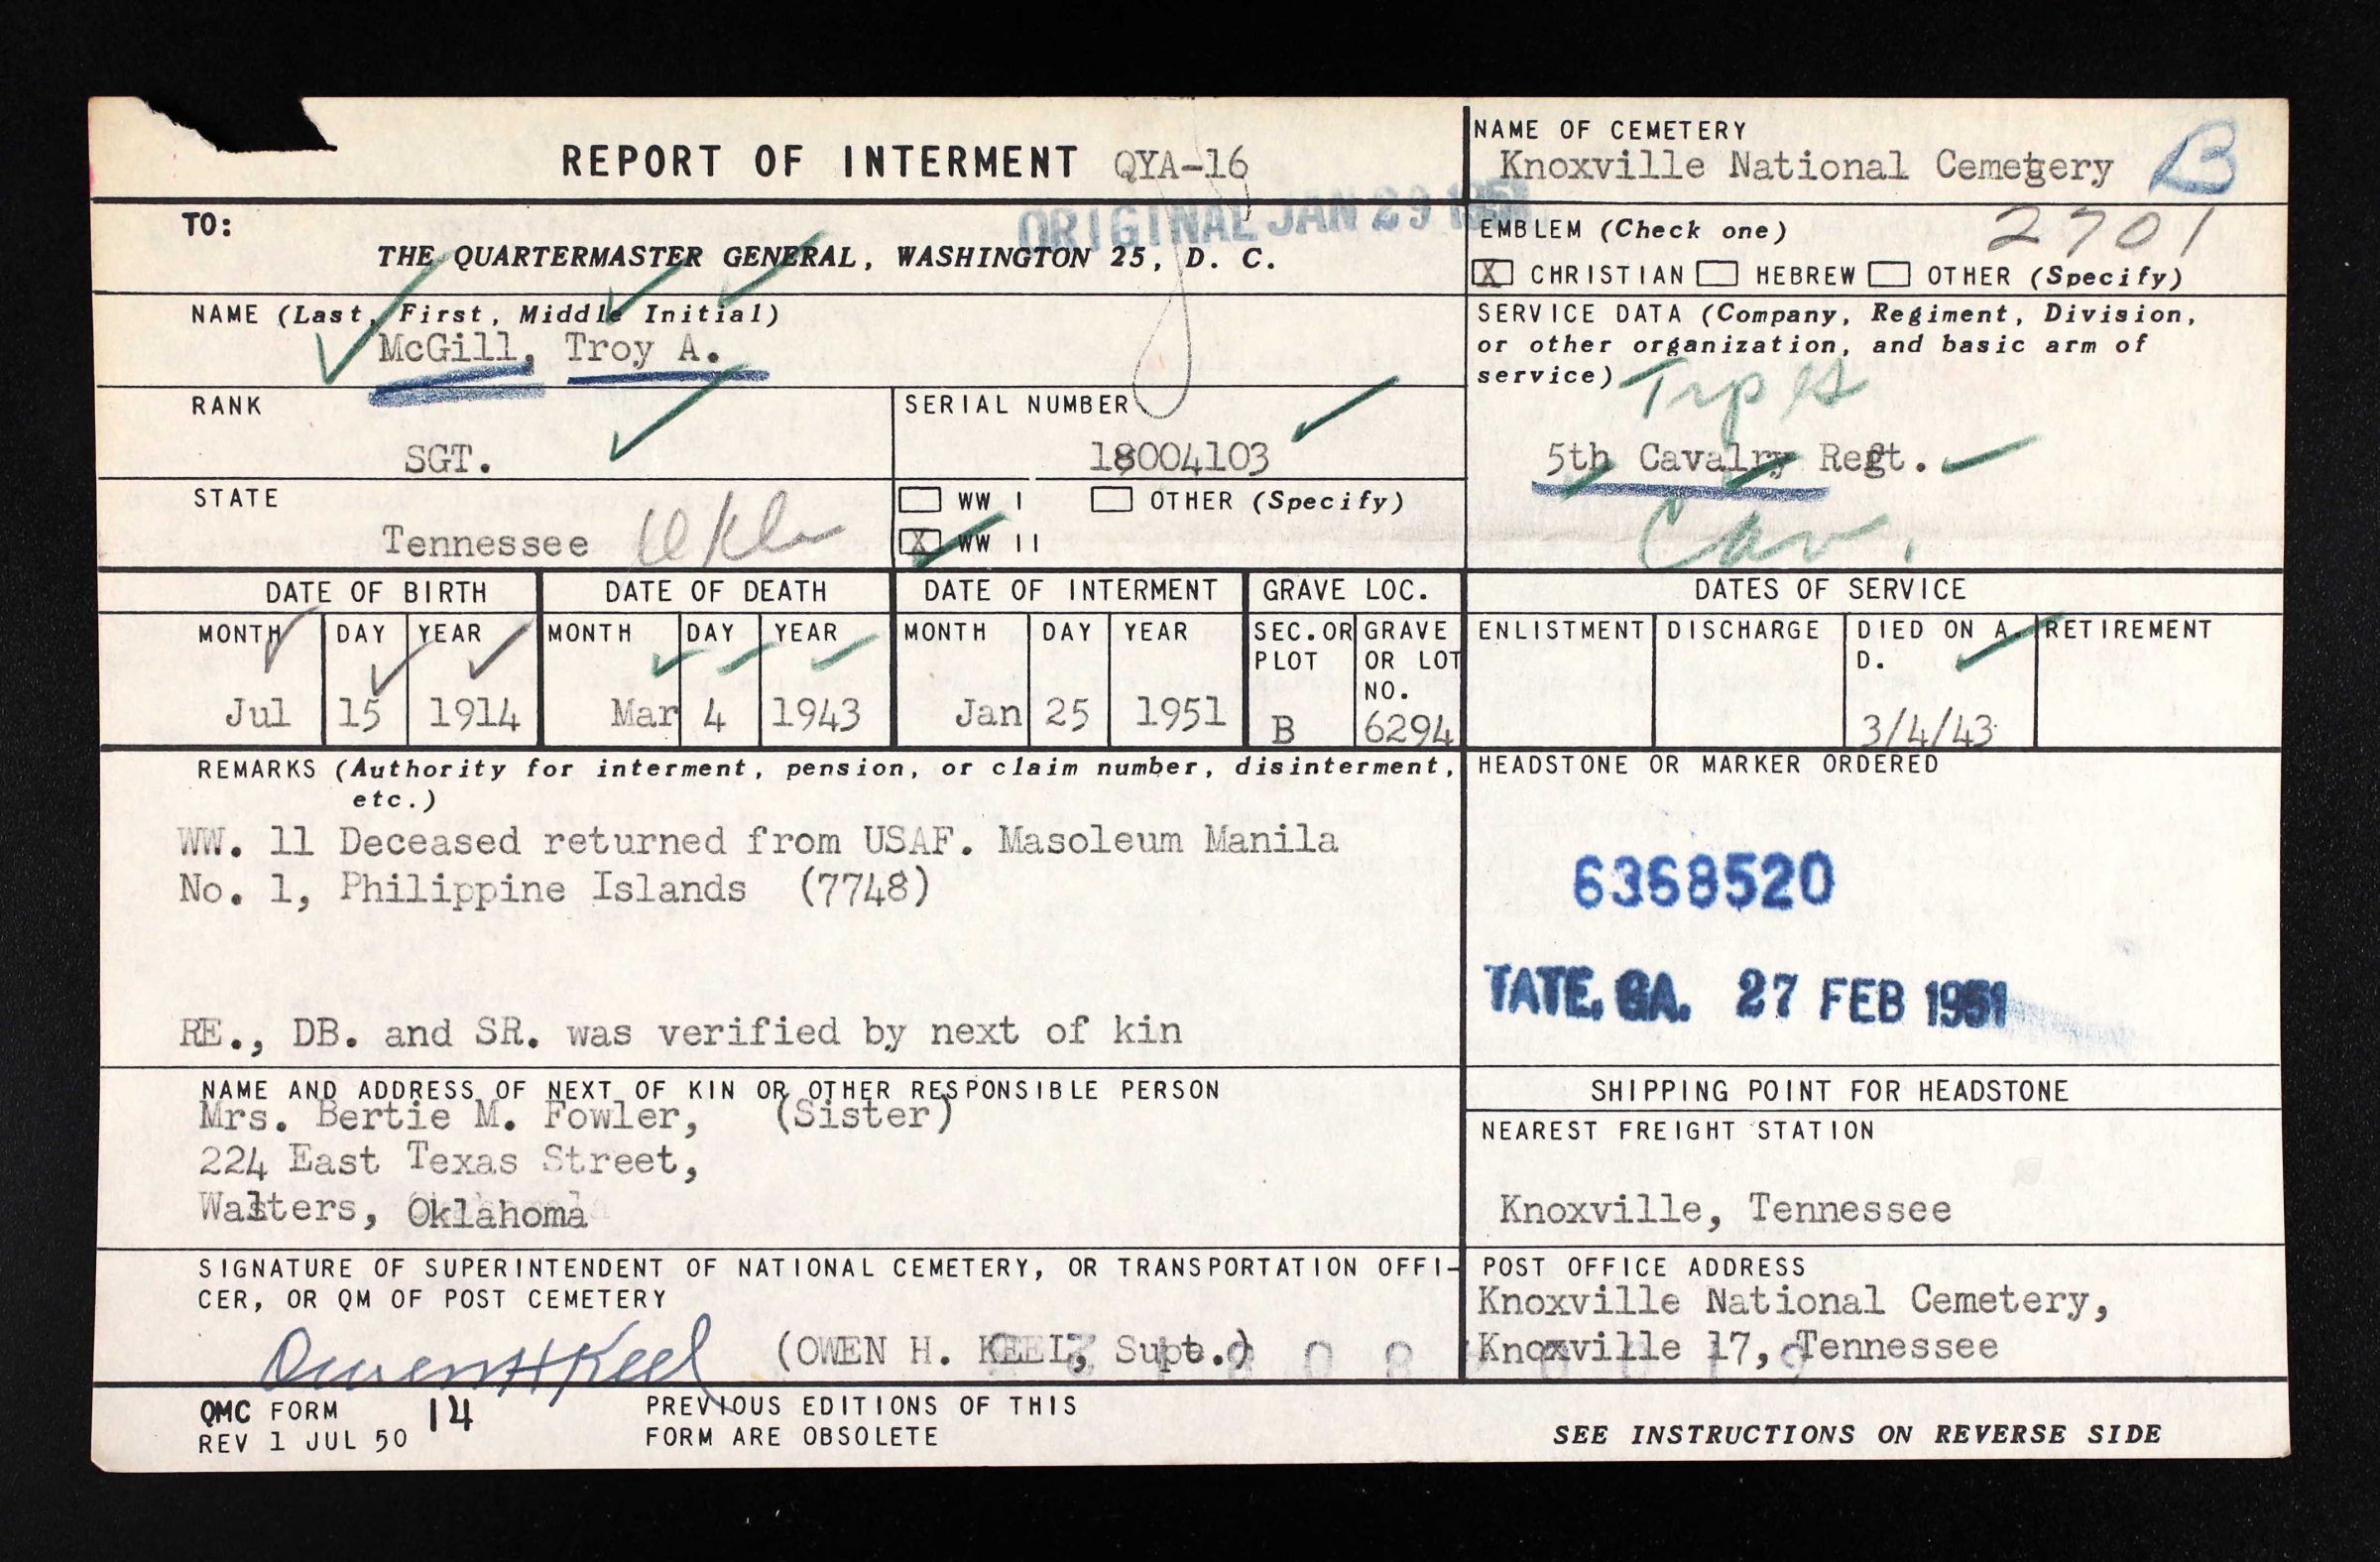 REPORT OF INTERMENT QYA-16
ORIGINAL JAN 29 1951
TO:
THE QUARTERMASTER GENERAL, WASHINGTON 25, D. C.
NAME OF CEMETERY
Knoxville National Cemetery B
EMBLEM (Check one) 2701
X CHRISTIAN HEBREW OTHER (Specify)
NAME (Last, First, Middle Initial)
McGill, Troy A.
SERVICE DATA (Company, Regiment, Division,
or other organization, and basic arm of
service) Trp
5th Cavalry Regt.
Cav.
RANK
SGT.
SERIAL NUMBER
18004103
STATE
Tennessee Okla
WW I OTHER (Specify)
X WW II
DATE OF BIRTH DATE OF DEATH DATE OF INTERMENT GRAVE LOC. DATES OF SERVICE
MONTH DAY YEAR MONTH DAY YEAR MONTH DAY YEAR SEC. OR GRAVE ENLISTMENT DISCHARGE DIED ON A. RETIREMENT
PLOT OR LOT D.
NO.
Jul 15 1914 Mar 4 1943 Jan 25 1951 B 6294 3/4/43
REMARKS (Authority for interment, pension, or claim number, disinterment,
etc.)
WW. 11 Deceased returned from USAF. Masoleum Manila
No. 1, Philippine Islands (7748)
RE., DB. and SR. was verified by next of kin
HEADSTONE OR MARKER ORDERED
6368520
TATE, GA. 27 FEB 1951
NAME AND ADDRESS OF NEXT OF KIN OR OTHER RESPONSIBLE PERSON
Mrs. Bertie M. Fowler, (Sister)
224 East Texas Street,
Walters, Oklahoma
SHIPPING POINT FOR HEADSTONE
NEAREST FREIGHT STATION
Knoxville, Tennessee
SIGNATURE OF SUPERINTENDENT OF NATIONAL CEMETERY, OR TRANSPORTATION OFFI-
CER, OR QM OF POST CEMETERY
Owen H Keel (OWEN H. KEEL, Supt.)
POST OFFICE ADDRESS
Knoxville National Cemetery,
Knoxville 17, Tennessee
QMC FORM 14
REV 1 JUL 50
PREVIOUS EDITIONS OF THIS
FORM ARE OBSOLETE
SEE INSTRUCTIONS ON REVERSE SIDE